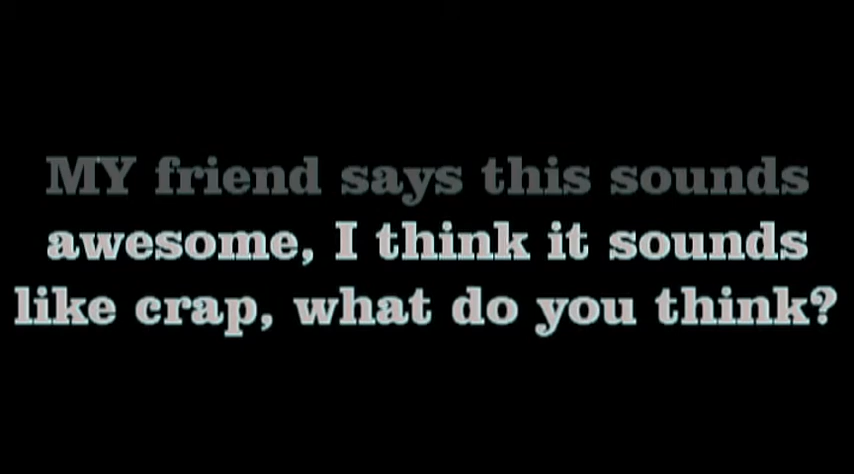 MY friend says this sounds
awesome, I think it sounds
like crap, what do you think?